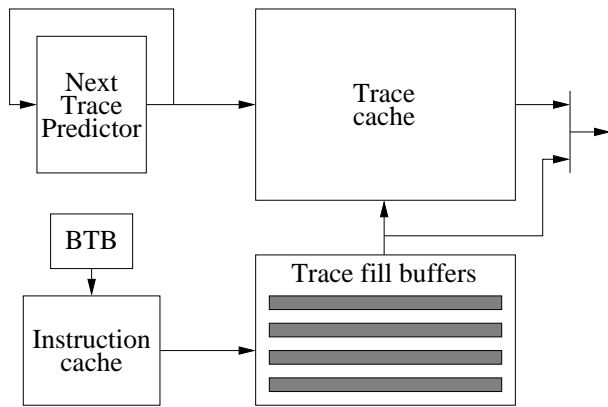 Next
Trace
Predictor
Trace
cache
BTB
Trace fill buffers
Instruction
cache